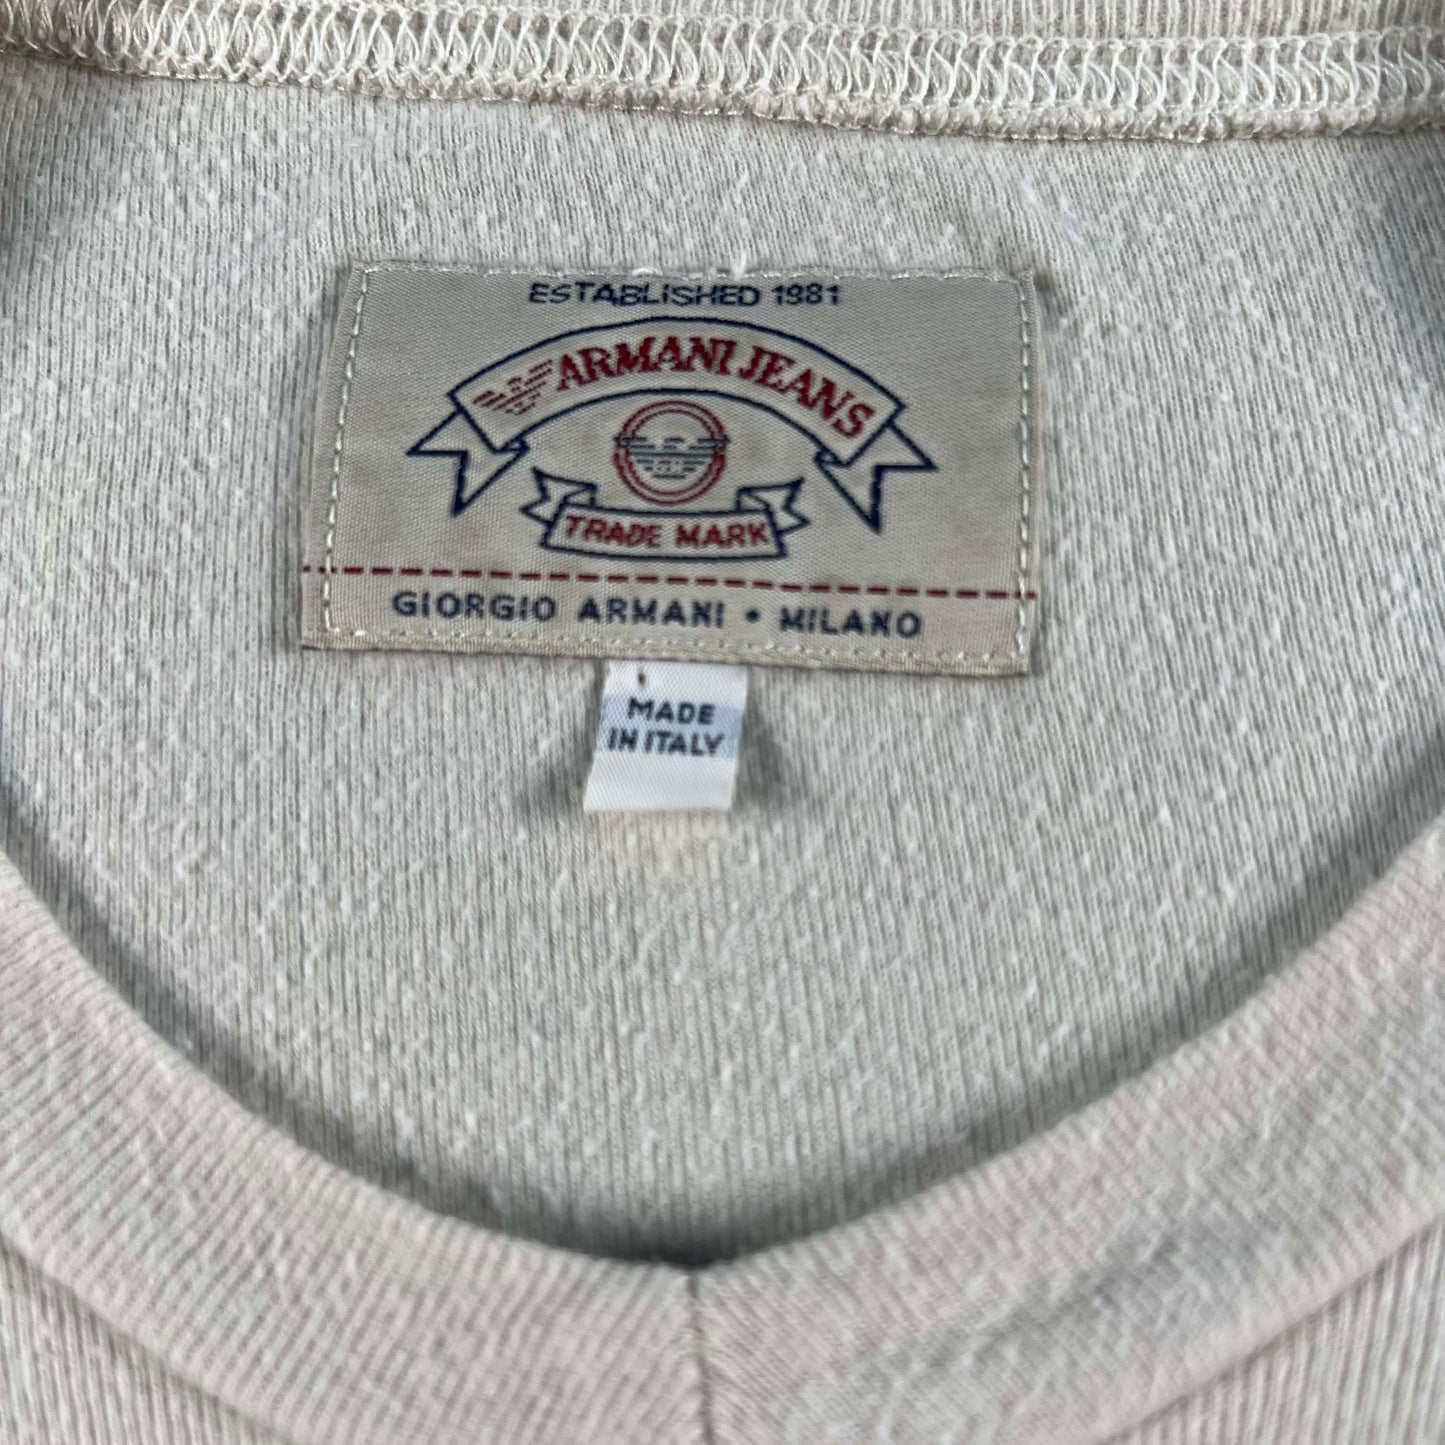 ESTABLISHED 1981
ARMANI JEANS
TRADE MARK
GIORGIO ARMANI • MILANO
MADE
IN ITALY